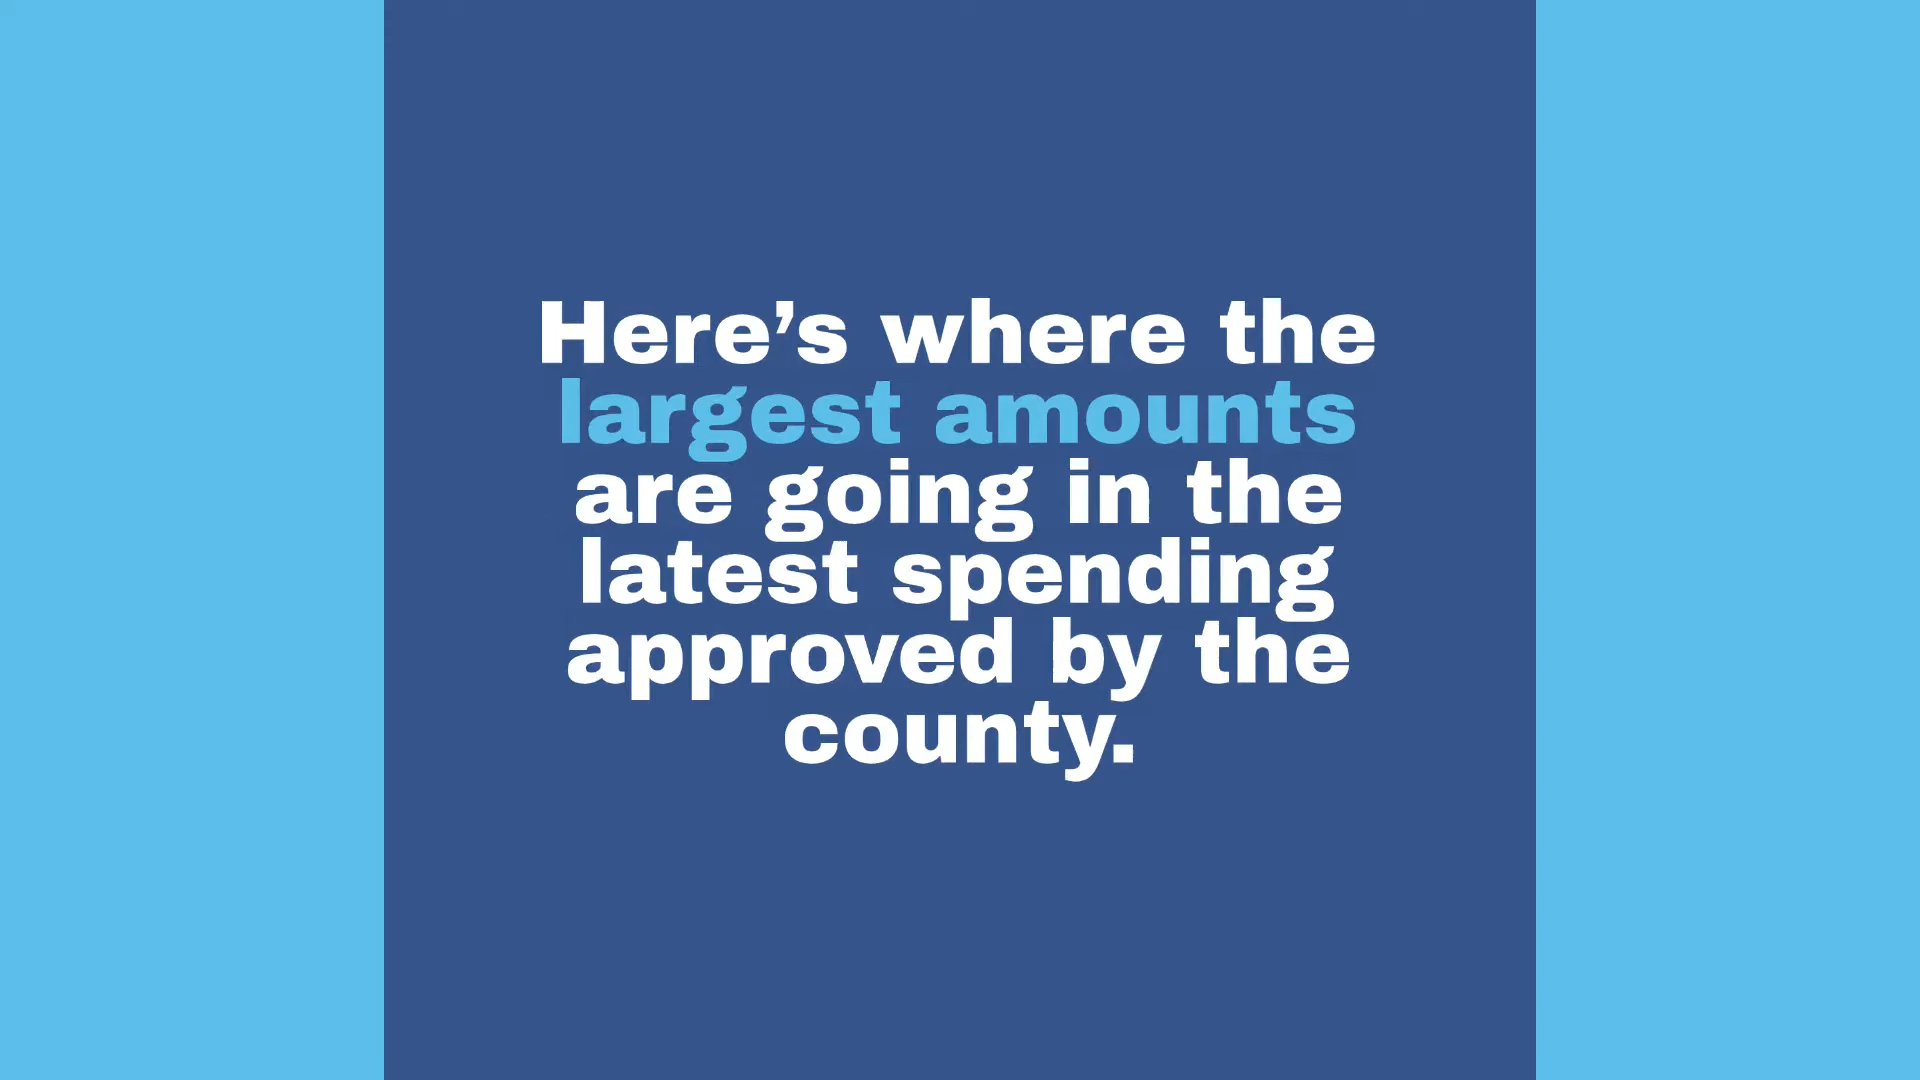 Here’s where the
largest amounts
are going in the
latest spending
approved by the
county.